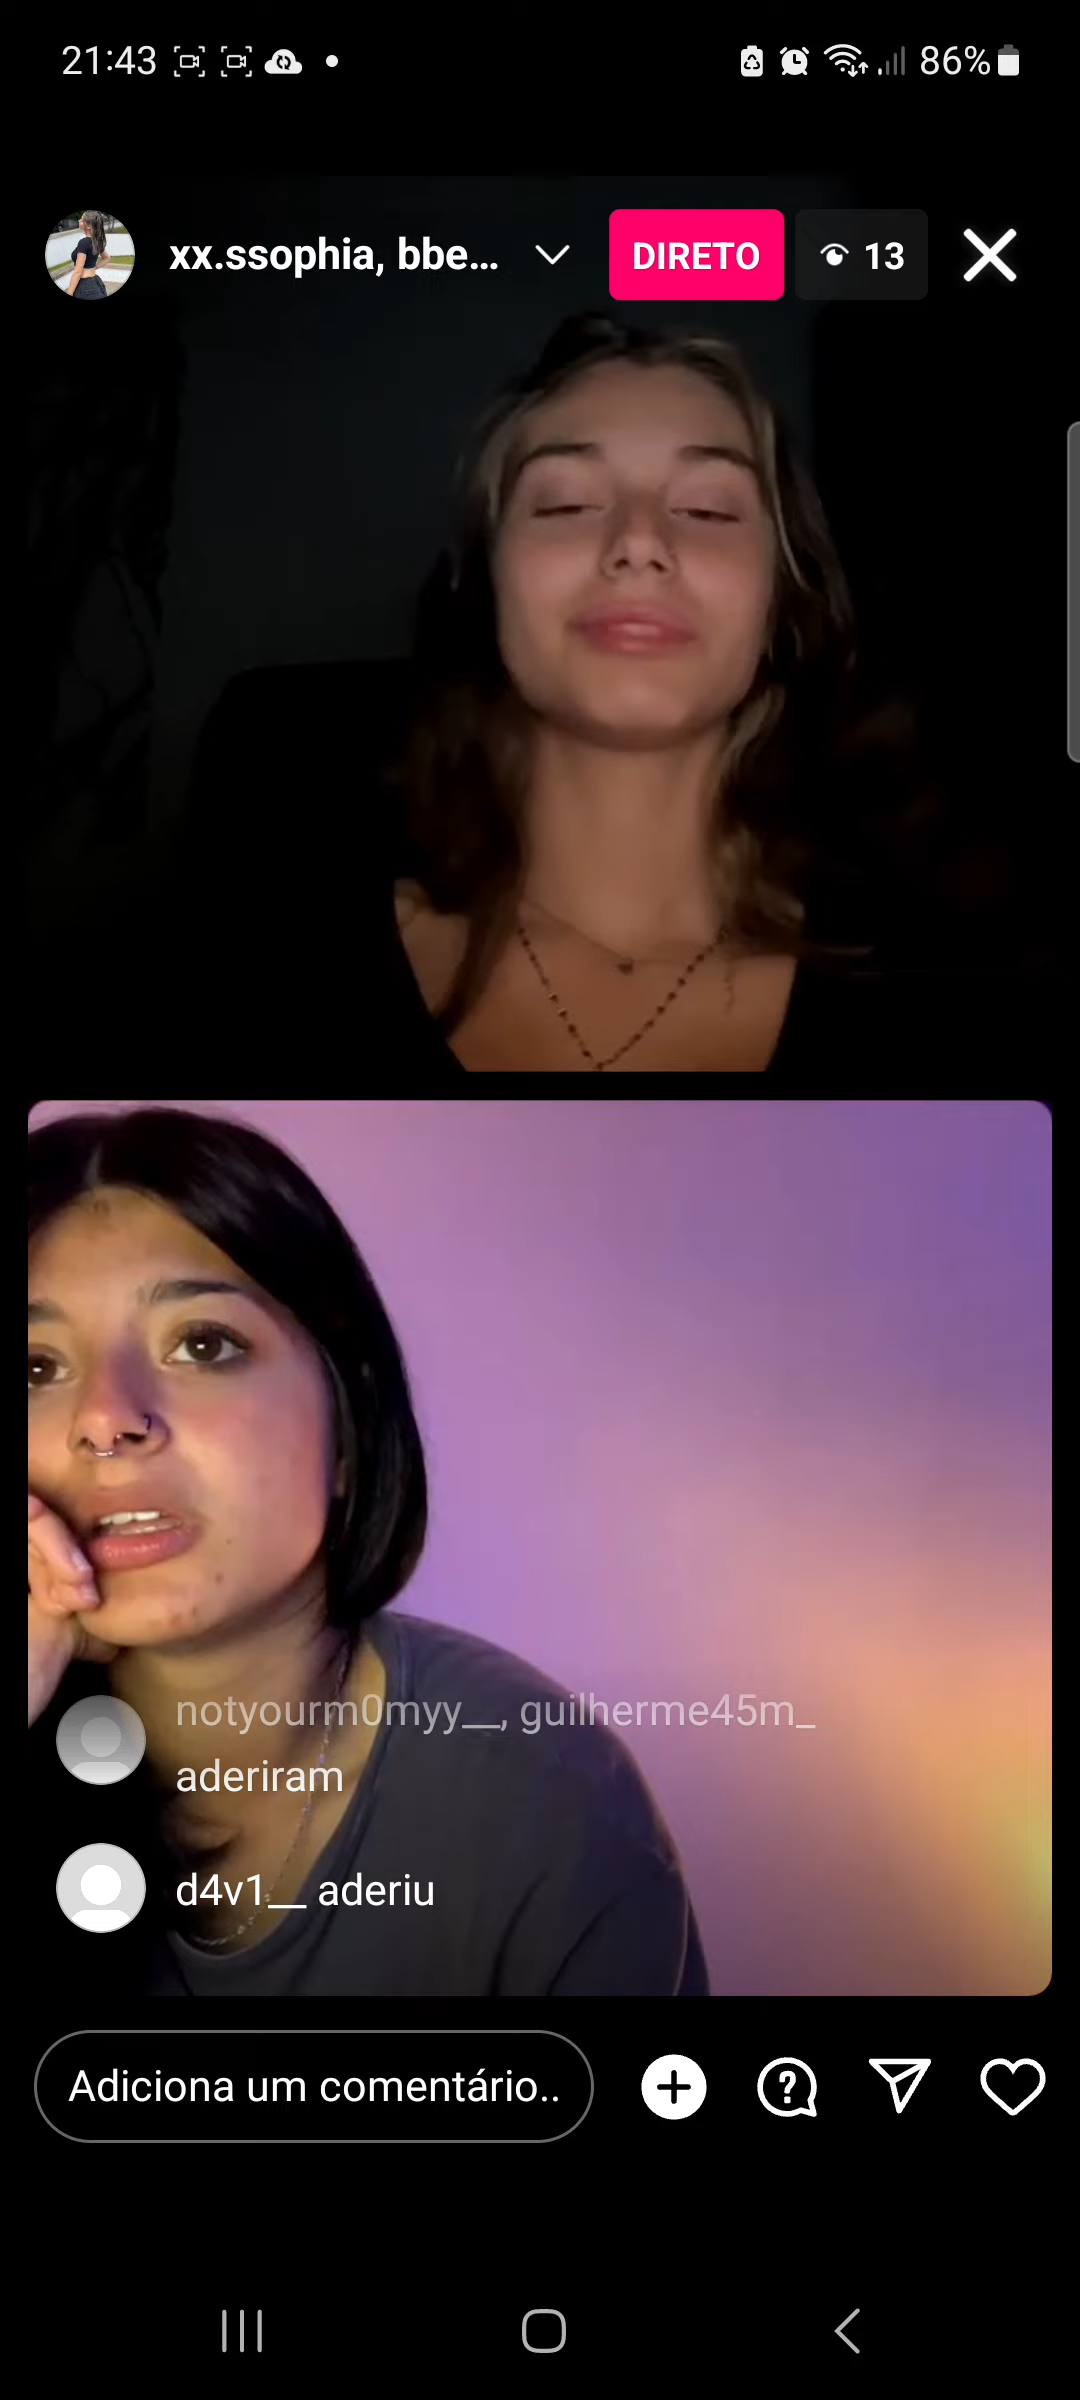 21:43
86%
xx.ssophia, bbe...
DIRETO
13
notyourm0myy__, guilherme45m_
aderiram
d4v1__ aderiu
Adiciona um comentário..